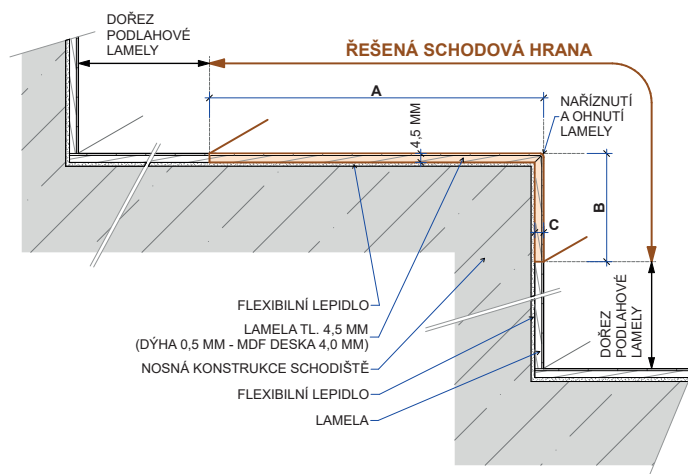 DOŘEZ
PODLAHOVÉ
LAMELY
ŘEŠENÁ SCHODOVÁ HRANA
A
4,5 MM
NAŘÍZNUTÍ
A OHNUTÍ
LAMELY
B
C
FLEXIBILNÍ LEPIDLO
LAMELA TL. 4,5 MM
(DÝHA 0,5 MM - MDF DESKA 4,0 MM)
NOSNÁ KONSTRUKCE SCHODIŠTĚ
FLEXIBILNÍ LEPIDLO
LAMELA
DOŘEZ
PODLAHOVÉ
LAMELY